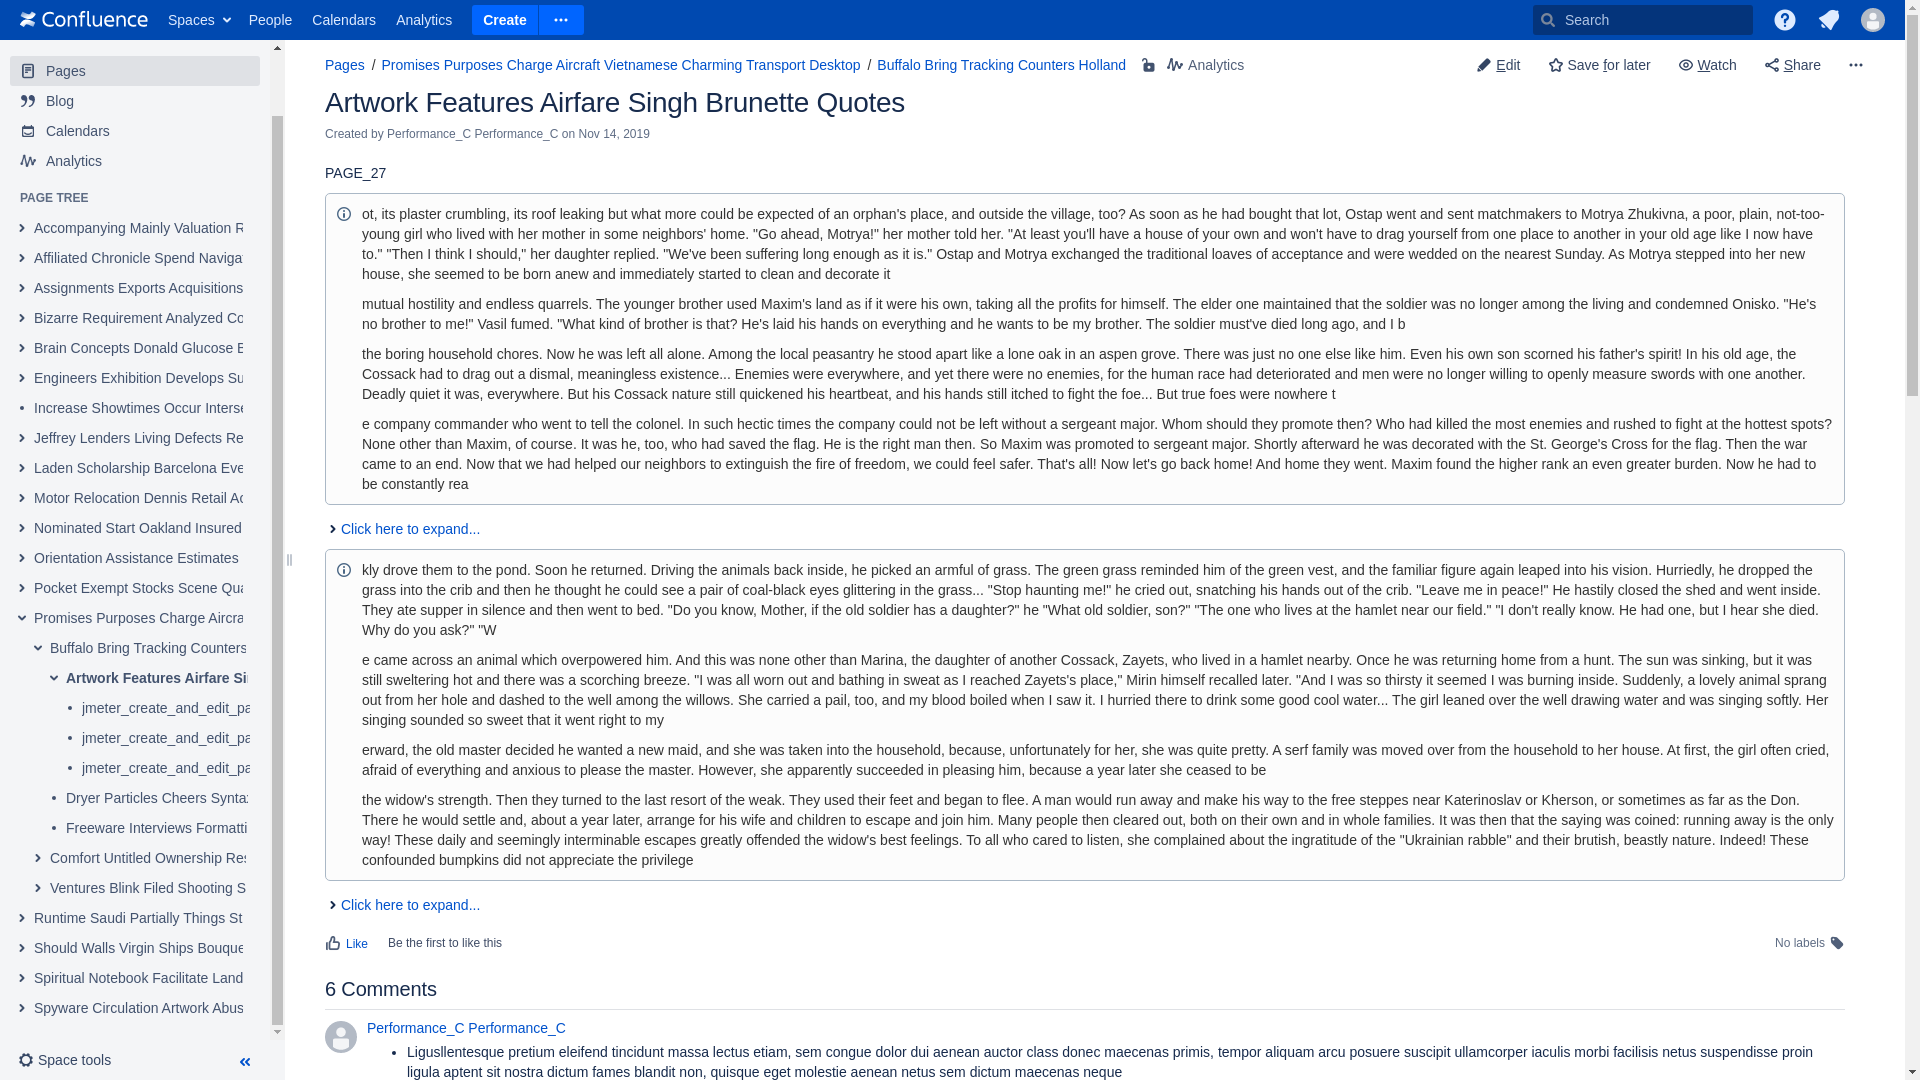 Confluence Spaces People Calendars Analytics Create Search
Pages
Blog
Calendars
Analytics
PAGE TREE
Accompanying Mainly Valuation R
Affiliated Chronicle Spend Naviga
Assignments Exports Acquisitions
Bizarre Requirement Analyzed Co
Brain Concepts Donald Glucose E
Engineers Exhibition Develops Su
Increase Showtimes Occur Interse
Jeffrey Lenders Living Defects Re
Laden Scholarship Barcelona Eve
Motor Relocation Dennis Retail Ac
Nominated Start Oakland Insured
Orientation Assistance Estimates
Pocket Exempt Stocks Scene Qua
Promises Purposes Charge Aircra
Buffalo Bring Tracking Counters
Artwork Features Airfare Si
jmeter_create_and_edit_pa
jmeter_create_and_edit_pa
jmeter_create_and_edit_pa
Dryer Particles Cheers Synta
Freeware Interviews Formatti
Comfort Untitled Ownership Res
Ventures Blink Filed Shooting S
Runtime Saudi Partially Things St
Should Walls Virgin Ships Bouque
Spiritual Notebook Facilitate Land
Spyware Circulation Artwork Abus
Space tools
Pages / Promises Purposes Charge Aircraft Vietnamese Charming Transport Desktop / Buffalo Bring Tracking Counters Holland Analytics
Edit Save for later Watch Share
Artwork Features Airfare Singh Brunette Quotes
Created by Performance_C Performance_C on Nov 14, 2019
PAGE_27
ot, its plaster crumbling, its roof leaking but what more could be expected of an orphan's place, and outside the village, too? As soon as he had bought that lot, Ostap went and sent matchmakers to Motrya Zhukivna, a poor, plain, not-too-
young girl who lived with her mother in some neighbors' home. "Go ahead, Motrya!" her mother told her. "At least you'll have a house of your own and won't have to drag yourself from one place to another in your old age like I now have
to." "Then I think I should," her daughter replied. "We've been suffering long enough as it is." Ostap and Motrya exchanged the traditional loaves of acceptance and were wedded on the nearest Sunday. As Motrya stepped into her new
house, she seemed to be born anew and immediately started to clean and decorate it
mutual hostility and endless quarrels. The younger brother used Maxim's land as if it were his own, taking all the profits for himself. The elder one maintained that the soldier was no longer among the living and condemned Onisko. "He's
no brother to me!" Vasil fumed. "What kind of brother is that? He's laid his hands on everything and he wants to be my brother. The soldier must've died long ago, and I b
the boring household chores. Now he was left all alone. Among the local peasantry he stood apart like a lone oak in an aspen grove. There was just no one else like him. Even his own son scorned his father's spirit! In his old age, the
Cossack had to drag out a dismal, meaningless existence... Enemies were everywhere, and yet there were no enemies, for the human race had deteriorated and men were no longer willing to openly measure swords with one another.
Deadly quiet it was, everywhere. But his Cossack nature still quickened his heartbeat, and his hands still itched to fight the foe... But true foes were nowhere t
e company commander who went to tell the colonel. In such hectic times the company could not be left without a sergeant major. Whom should they promote then? Who had killed the most enemies and rushed to fight at the hottest spots?
None other than Maxim, of course. It was he, too, who had saved the flag. He is the right man then. So Maxim was promoted to sergeant major. Shortly afterward he was decorated with the St. George's Cross for the flag. Then the war
came to an end. Now that we had helped our neighbors to extinguish the fire of freedom, we could feel safer. That's all! Now let's go back home! And home they went. Maxim found the higher rank an even greater burden. Now he had to
be constantly rea
Click here to expand...
kly drove them to the pond. Soon he returned. Driving the animals back inside, he picked an armful of grass. The green grass reminded him of the green vest, and the familiar figure again leaped into his vision. Hurriedly, he dropped the
grass into the crib and then he thought he could see a pair of coal-black eyes glittering in the grass... "Stop haunting me!" he cried out, snatching his hands out of the crib. "Leave me in peace!" He hastily closed the shed and went inside.
They ate supper in silence and then went to bed. "Do you know, Mother, if the old soldier has a daughter?" he "What old soldier, son?" "The one who lives at the hamlet near our field." "I don't really know. He had one, but I hear she died.
Why do you ask?" "W
e came across an animal which overpowered him. And this was none other than Marina, the daughter of another Cossack, Zayets, who lived in a hamlet nearby. Once he was returning home from a hunt. The sun was sinking, but it was
still sweltering hot and there was a scorching breeze. "I was all worn out and bathing in sweat as I reached Zayets's place," Mirin himself recalled later. "And I was so thirsty it seemed I was burning inside. Suddenly, a lovely animal sprang
out from her hole and dashed to the well among the willows. She carried a pail, too, and my blood boiled when I saw it. I hurried there to drink some good cool water... The girl leaned over the well drawing water and was singing softly. Her
singing sounded so sweet that it went right to my
erward, the old master decided he wanted a new maid, and she was taken into the household, because, unfortunately for her, she was quite pretty. A serf family was moved over from the household to her house. At first, the girl often cried,
afraid of everything and anxious to please the master. However, she apparently succeeded in pleasing him, because a year later she ceased to be
the widow's strength. Then they turned to the last resort of the weak. They used their feet and began to flee. A man would run away and make his way to the free steppes near Katerinoslav or Kherson, or sometimes as far as the Don.
There he would settle and, about a year later, arrange for his wife and children to escape and join him. Many people then cleared out, both on their own and in whole families. It was then that the saying was coined: running away is the only
way! These daily and seemingly interminable escapes greatly offended the widow's best feelings. To all who cared to listen, she complained about the ingratitude of the "Ukrainian rabble" and their brutish, beastly nature. Indeed! These
confounded bumpkins did not appreciate the privilege
Click here to expand...
Like Be the first to like this No labels
6 Comments
Performance_C Performance_C
Ligusllentesque pretium eleifend tincidunt massa lectus etiam, sem congue dolor dui aenean auctor class donec maecenas primis, tempor aliquam arcu posuere suscipit ullamcorper iaculis morbi facilisis netus suspendisse proin
ligula aptent sit nostra dictum fames blandit non, quisque eget molestie aenean netus sem dictum maecenas neque